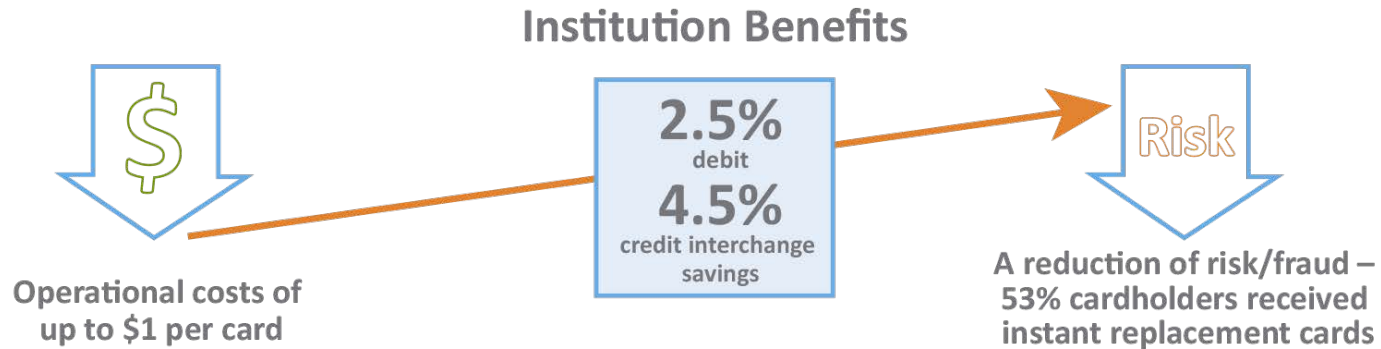 Institution Benefits
$
Operational costs of
up to $1 per card
2.5%
debit
4.5%
credit interchange
savings
Risk
A reduction of risk/fraud –
53% cardholders received
instant replacement cards